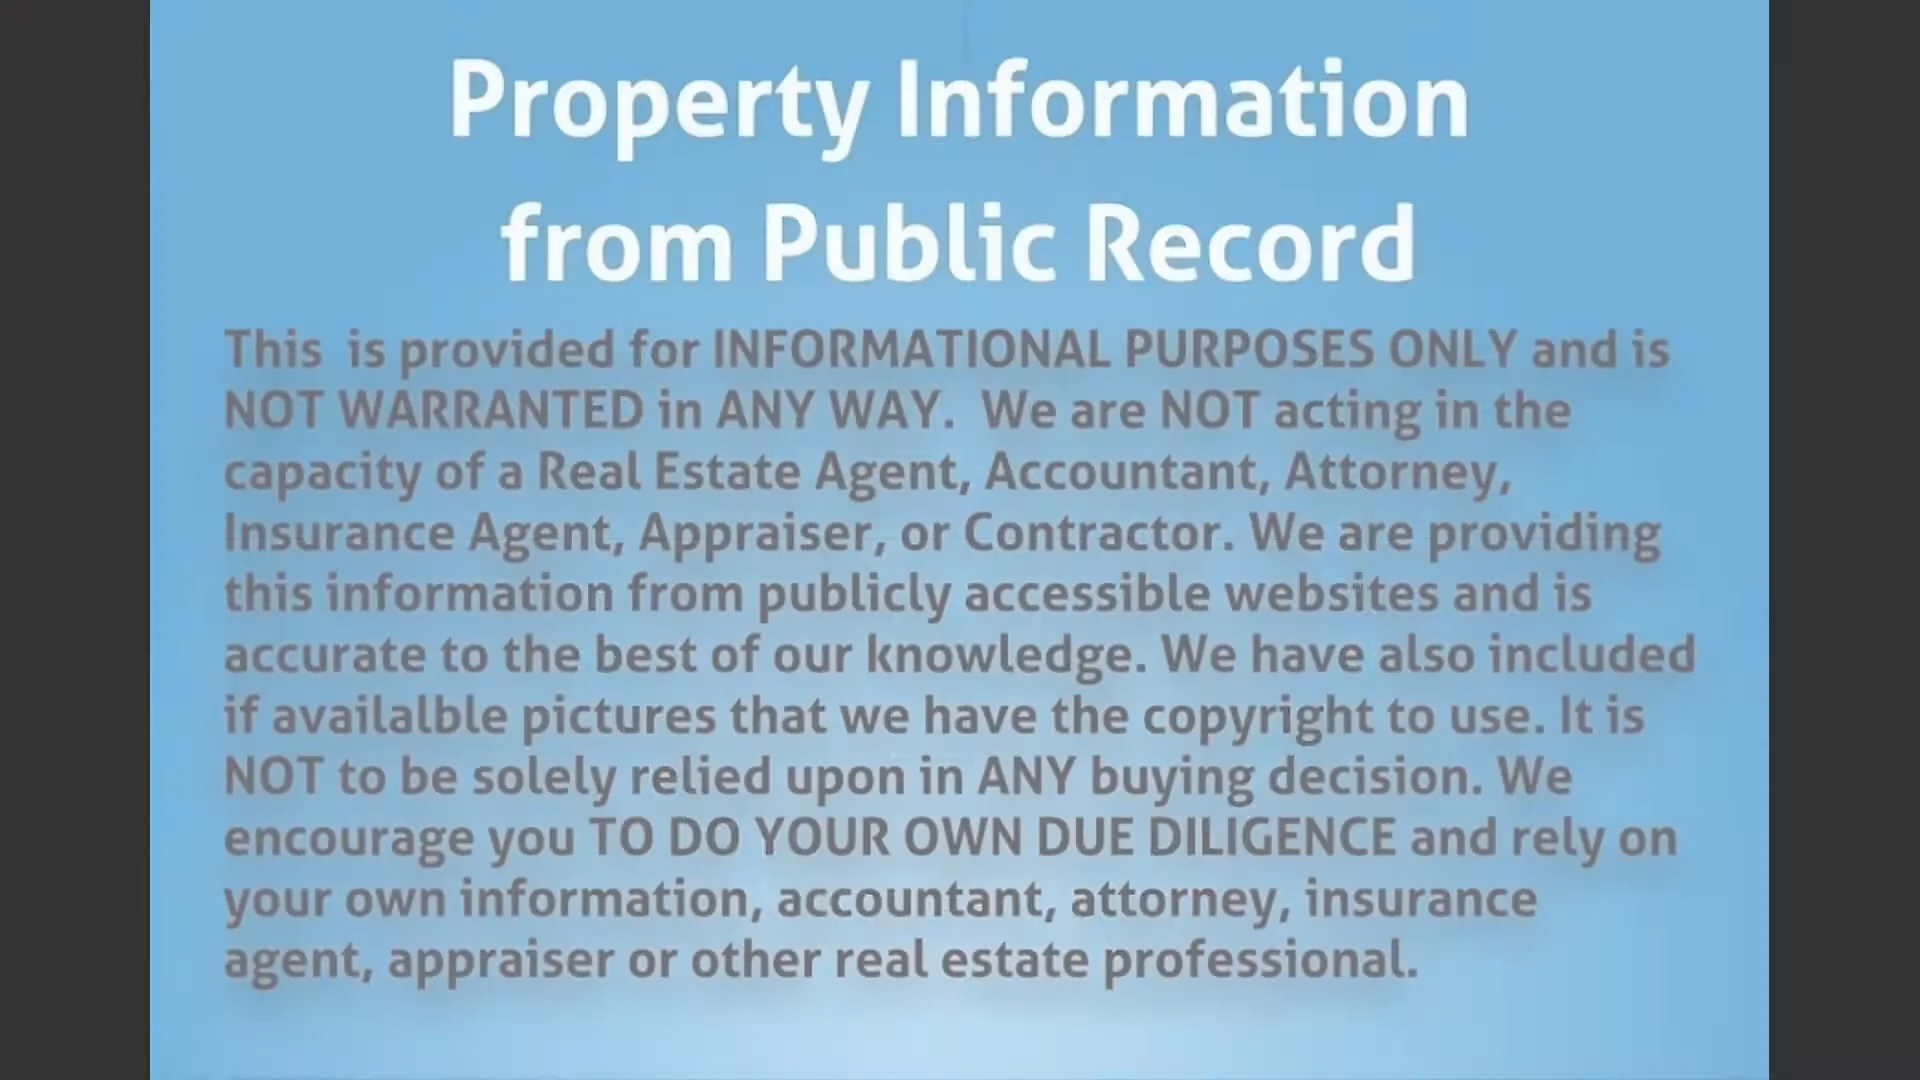 Property Information
from Public Record
This  is provided for INFORMATIONAL PURPOSES ONLY and is
NOT WARRANTED in ANY WAY.  We are NOT acting in the
capacity of a Real Estate Agent, Accountant, Attorney,
Insurance Agent, Appraiser, or Contractor. We are providing
this information from publicly accessible websites and is
accurate to the best of our knowledge. We have also included
if availalble pictures that we have the copyright to use. It is
NOT to be solely relied upon in ANY buying decision. We
encourage you TO DO YOUR OWN DUE DILIGENCE and rely on
your own information, accountant, attorney, insurance
agent, appraiser or other real estate professional.